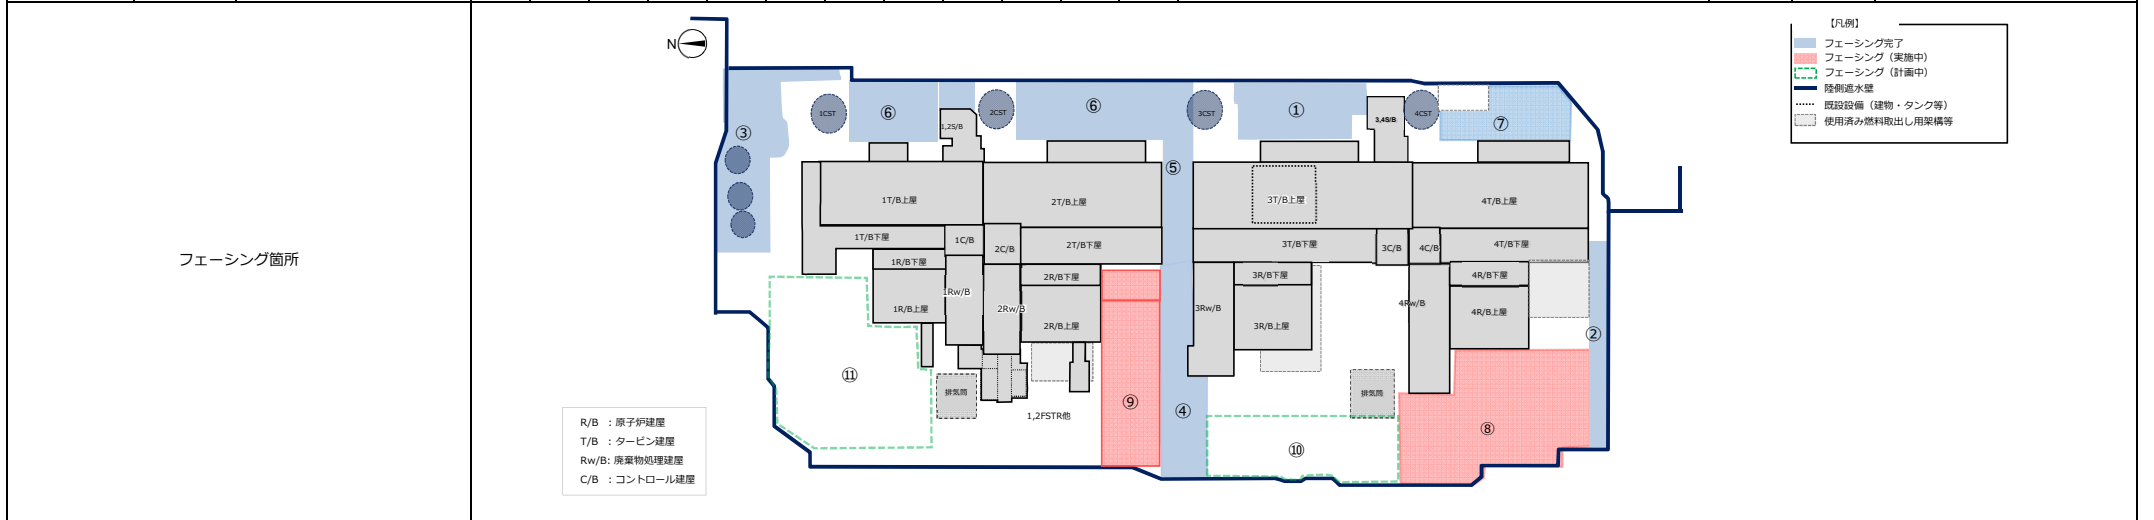 フェーシング箇所
N
【凡例】
フェーシング完了
フェーシング（実施中）
フェーシング（計画中）
陸側遮水壁
既設設備（建物・タンク等）
使用済み燃料取出し用架構等
③
1CST
⑥
1,2S/B
2CST
⑥
⑤
3CST
①
3,4S/B
4CST
⑦
1T/B上屋
2T/B上屋
3T/B上屋
4T/B上屋
1T/B下屋
1C/B
2C/B
2T/B下屋
3T/B下屋
3C/B
4C/B
4T/B下屋
1R/B下屋
2R/B下屋
3R/B下屋
4R/B下屋
1Rw/B
1R/B上屋
2Rw/B
2R/B上屋
3Rw/B
3R/B上屋
4Rw/B
4R/B上屋
②
⑪
排気筒
1,2FSTR他
⑨
④
排気筒
⑩
⑧
R/B ：原子炉建屋
T/B ：タービン建屋
Rw/B：廃棄物処理建屋
C/B ：コントロール建屋